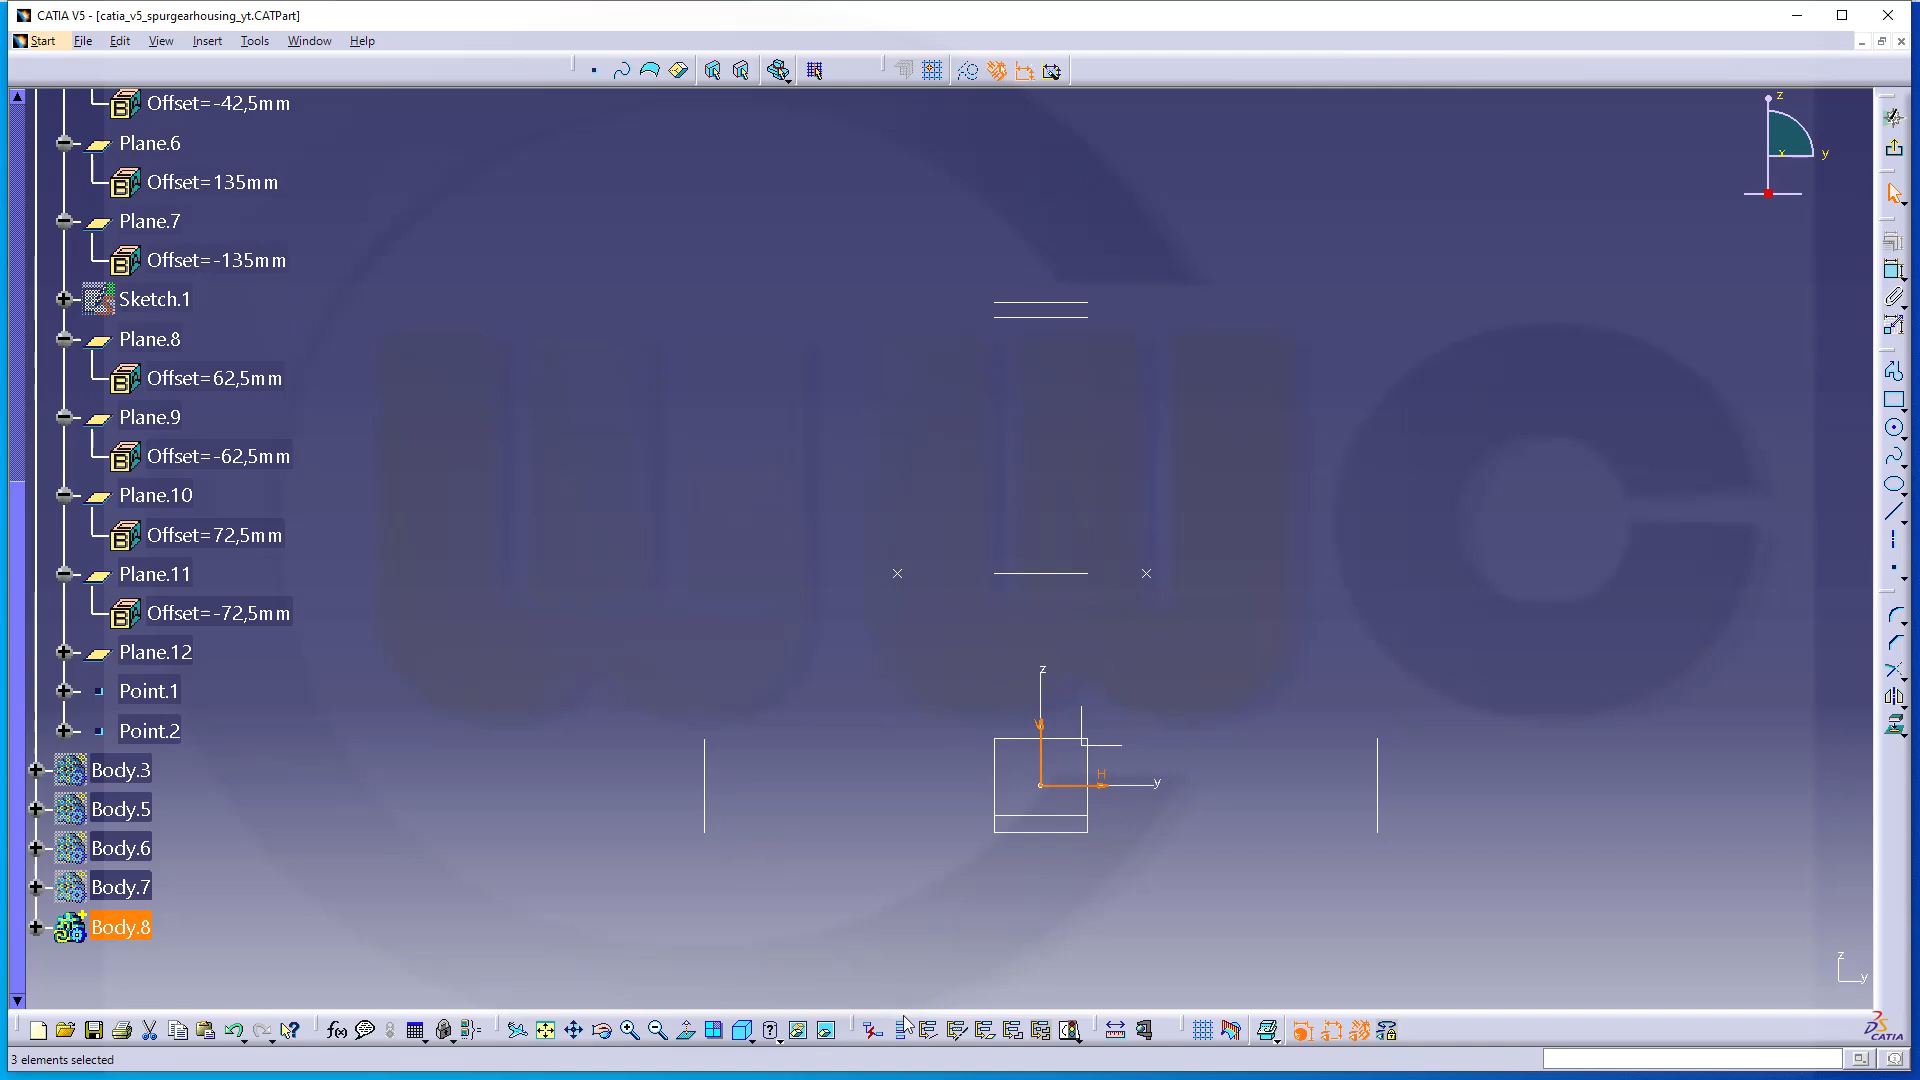 CATIA V5 - [catia_v5_spurgearhousing_yt.CATPart]
Start File Edit View Insert Tools Window Help
Offset=-42,5mm
Plane.6
Offset=135mm
Plane.7
Offset=-135mm
Sketch.1
Plane.8
Offset=62,5mm
Plane.9
Offset=-62,5mm
Plane.10
Offset=72,5mm
Plane.11
Offset=-72,5mm
Plane.12
Point.1
Point.2
Body.3
Body.5
Body.6
Body.7
Body.8
z
x
y
z
V
H
y
z
y
f(x)
CATIA
3 elements selected